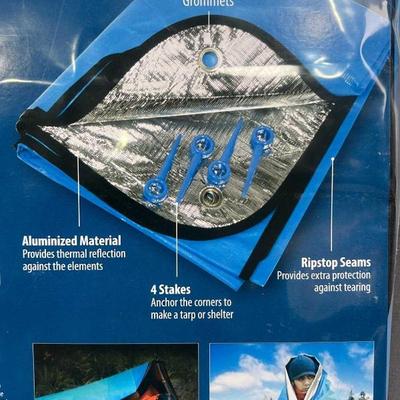 Grommets
Aluminized Material
Provides thermal reflection
against the elements
4 Stakes
Anchor the corners to
make a tarp or shelter
Ripstop Seams
Provides extra protection
against tearing